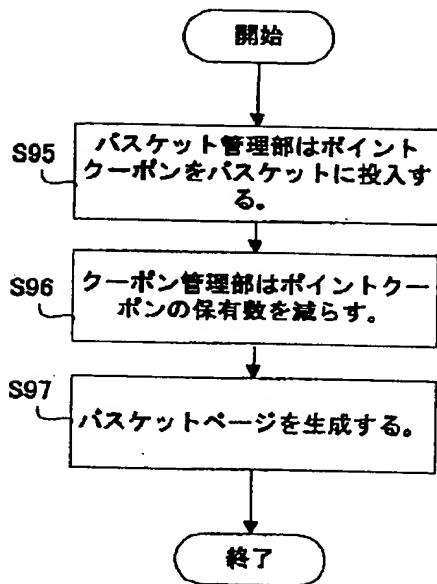 開始
S95
バスケット管理部はポイント
クーポンをバスケットに投入す
る。
S96
クーポン管理部はポイントクー
ポンの保有数を減らす。
S97
バスケットページを生成する。
終了